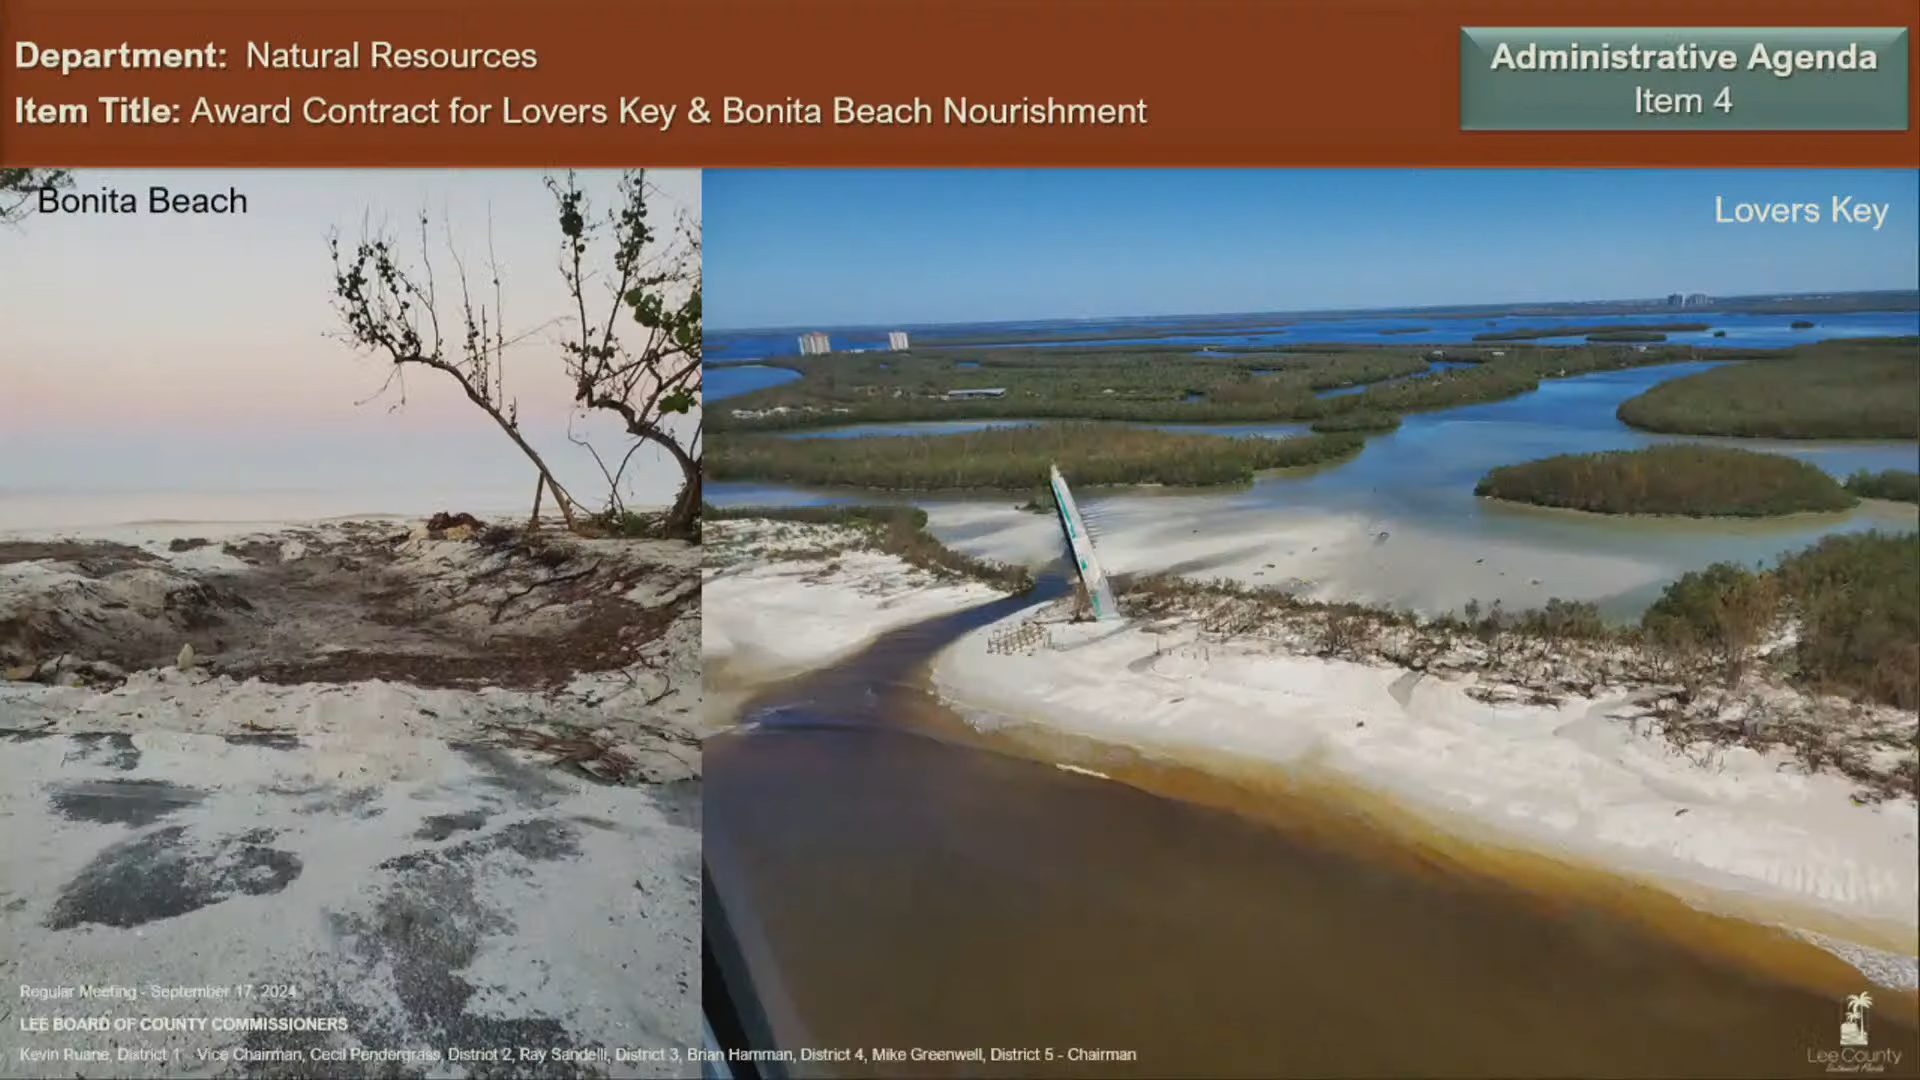 Department: Natural Resources
Item Title: Award Contract for Lovers Key & Bonita Beach Nourishment
Administrative Agenda
Item 4
Bonita Beach
Lovers Key
Regular Meeting - September 17, 2024
LEE BOARD OF COUNTY COMMISSIONERS
Kevin Ruane, District 1 - Vice Chairman, Cecil Pendergrass, District 2, Ray Sandelli, District 3, Brian Hamman, District 4, Mike Greenwell, District 5 - Chairman
Lee County
Southwest Florida